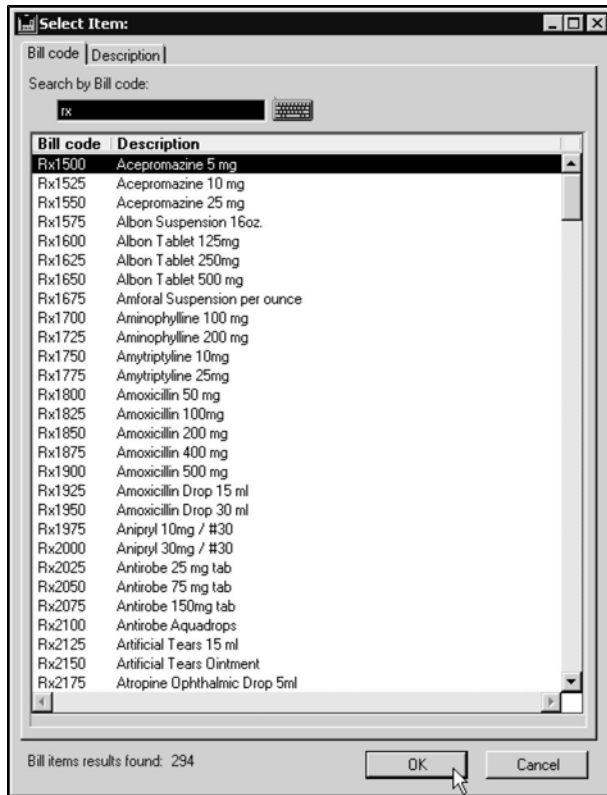 Select Item:
Bill code Description
Search by Bill code:
rx
Bill code Description
Rx1500 Acepromazine 5 mg
Rx1525 Acepromazine 10 mg
Rx1550 Acepromazine 25 mg
Rx1575 Albon Suspension 16oz.
Rx1600 Albon Tablet 125mg
Rx1625 Albon Tablet 250mg
Rx1650 Albon Tablet 500 mg
Rx1675 Amforal Suspension per ounce
Rx1700 Aminophylline 100 mg
Rx1725 Aminophylline 200 mg
Rx1750 Amytriptyline 10mg
Rx1775 Amytriptyline 25mg
Rx1800 Amoxicillin 50 mg
Rx1825 Amoxicillin 100mg
Rx1850 Amoxicillin 200 mg
Rx1875 Amoxicillin 400 mg
Rx1900 Amoxicillin 500 mg
Rx1925 Amoxicillin Drop 15 ml
Rx1950 Amoxicillin Drop 30 ml
Rx1975 Anipryl 10mg / #30
Rx2000 Anipryl 30mg / #30
Rx2025 Antirobe 25 mg tab
Rx2050 Antirobe 75 mg tab
Rx2075 Antirobe 150mg tab
Rx2100 Antirobe Aquadrops
Rx2125 Artificial Tears 15 ml
Rx2150 Artificial Tears Ointment
Rx2175 Atropine Ophthalmic Drop 5ml
Bill items results found: 294 OK Cancel